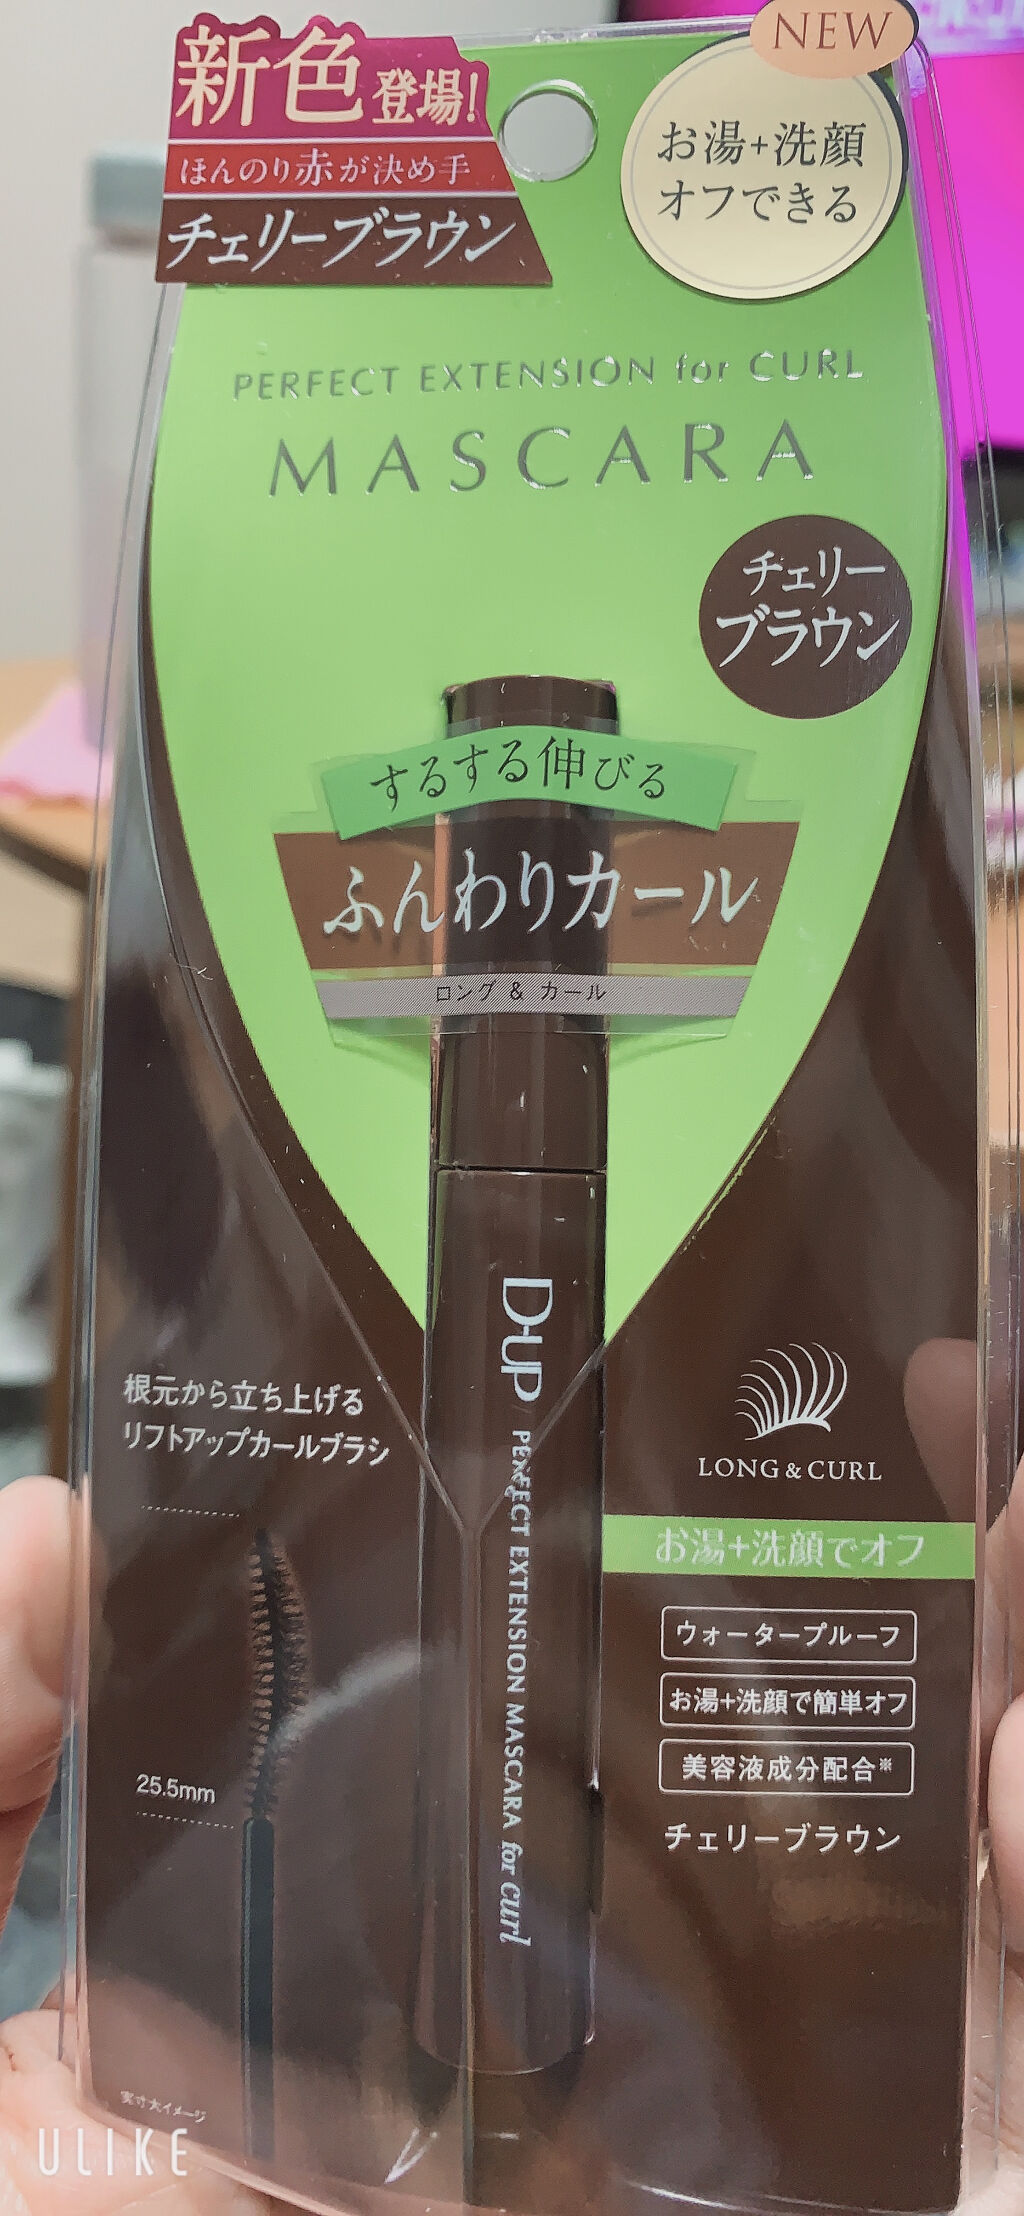 新色登場!
ほんのり赤が決め手
チェリーブラウン
NEW
お湯+洗顔
オフできる
PERFECT EXTENSION for CURL
MASCARA
チェリー
ブラウン
するする伸びる
ふんわりカール
ロング & カール
D-UP PERFECT EXTENSION MASCARA for curl
根元から立ち上げる
リフトアップカールブラシ
25.5mm
実寸大イメージ
LONG & CURL
お湯+洗顔でオフ
ウォータープルーフ
お湯+洗顔で簡単オフ
美容液成分配合※
チェリーブラウン
ULIKE